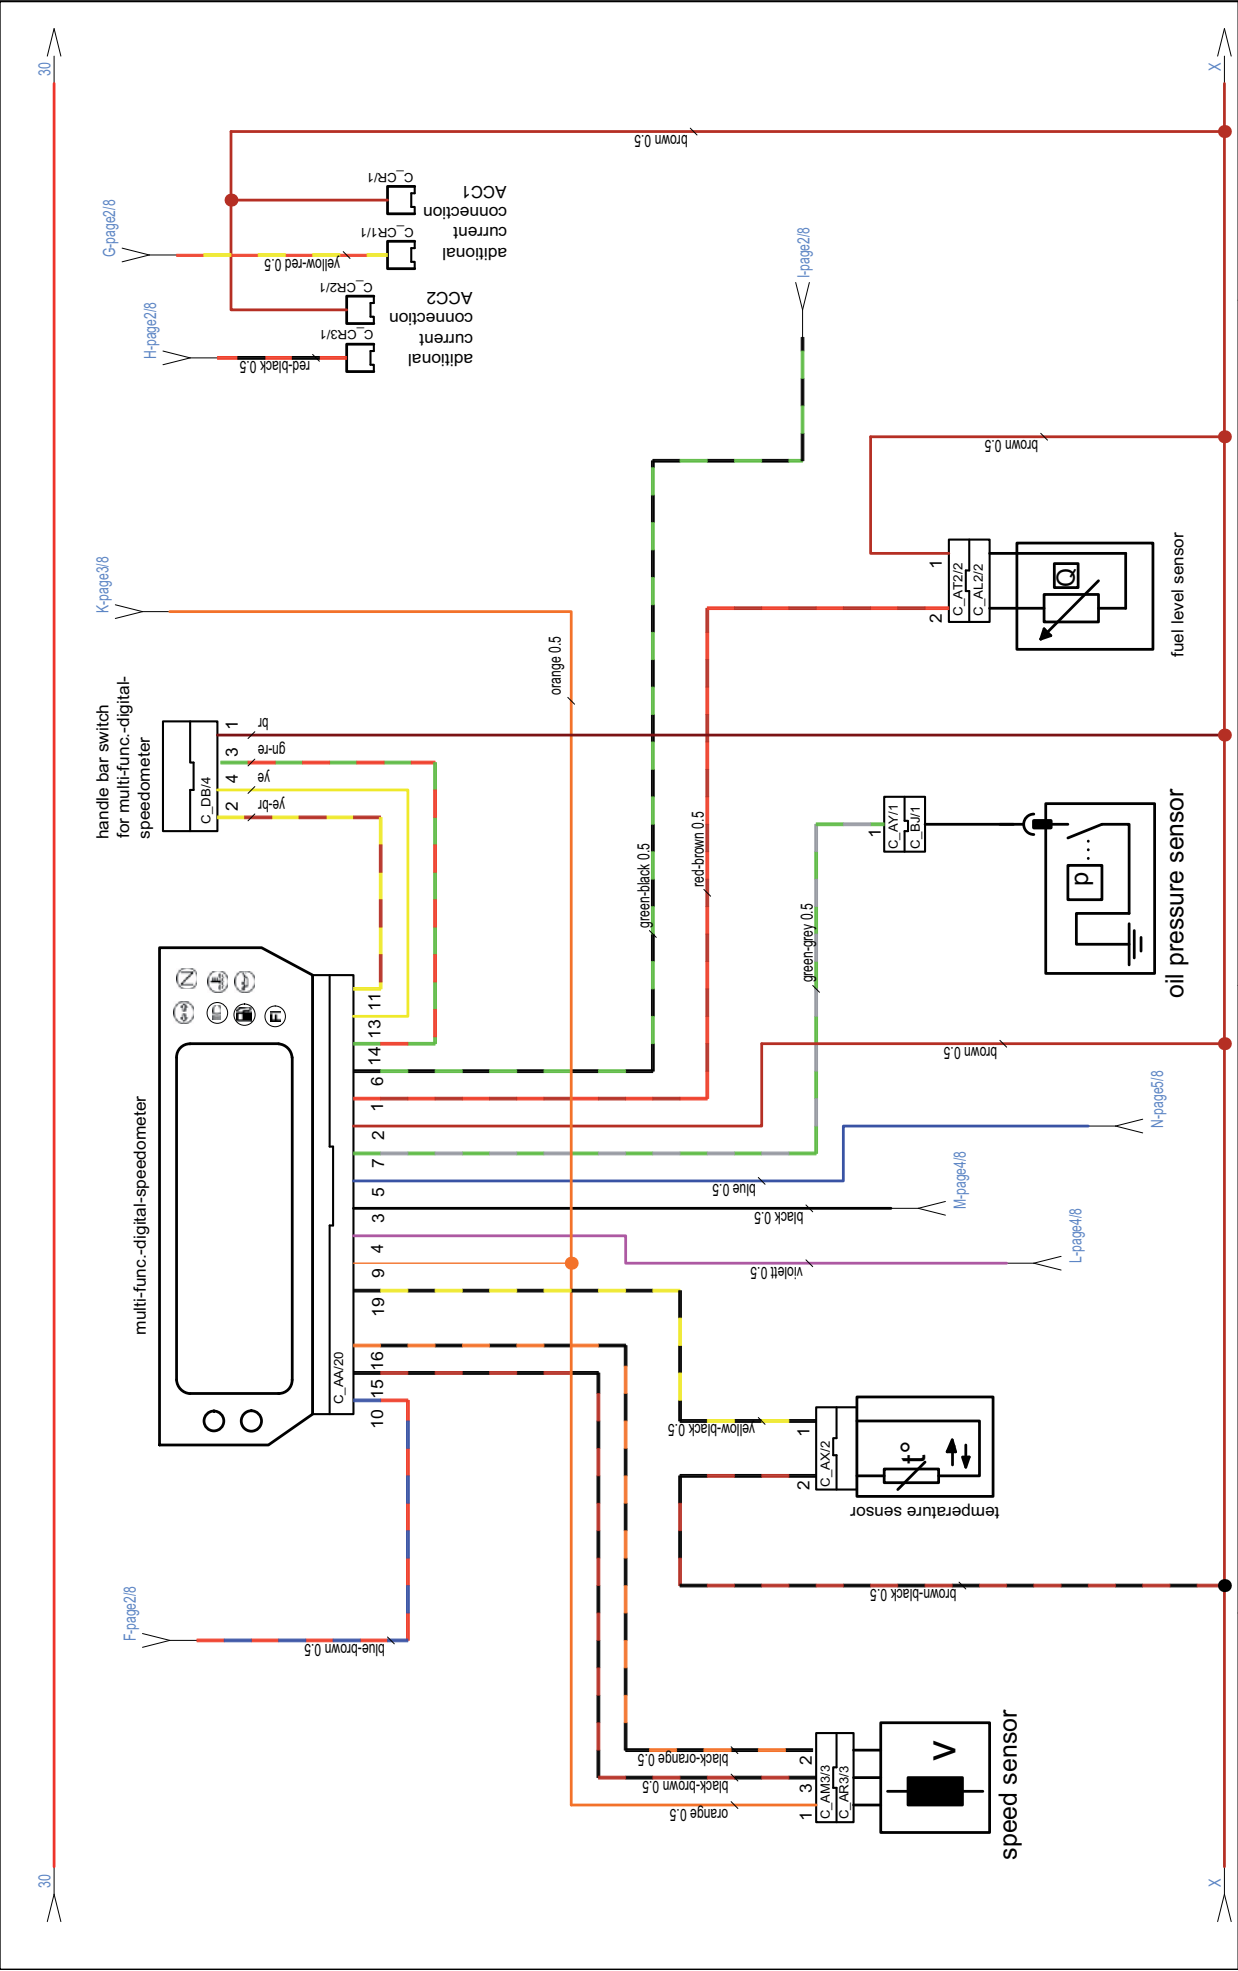 30
X
G-page2/8
H-page2/8
yellow-red 0.5
red-black 0.5
C_CR/1
C_CR1/1
C_CR2/1
C_CR3/1
aditional
current
connection
ACC1
aditional
current
connection
ACC2
brown 0.5
I-page2/8
brown 0.5
K-page3/8
orange 0.5
1
2
C_AT2/2
C_AL2/2
Q
fuel level sensor
handle bar switch
for multi-func.-digital-
speedometer
C_DB/4
1
3
4
2
br
gn-re
ye
ye-br
green-black 0.5
red-brown 0.5
green-grey 0.5
1
C_AY/1
C_BJ/1
p
oil pressure sensor
multi-func.-digital-speedometer
N
FI
C_AA/20
11
13
14
6
1
2
7
5
3
4
9
19
16
15
10
brown 0.5
blue 0.5
black 0.5
violett 0.5
N-page5/8
M-page4/8
L-page4/8
yellow-black 0.5
1
2
C_AX/2
t°
temperature sensor
brown-black 0.5
F-page2/8
blue-brown 0.5
black-orange 0.5
black-brown 0.5
orange 0.5
2
3
1
C_AM3/3
C_AR3/3
V
speed sensor
30
X